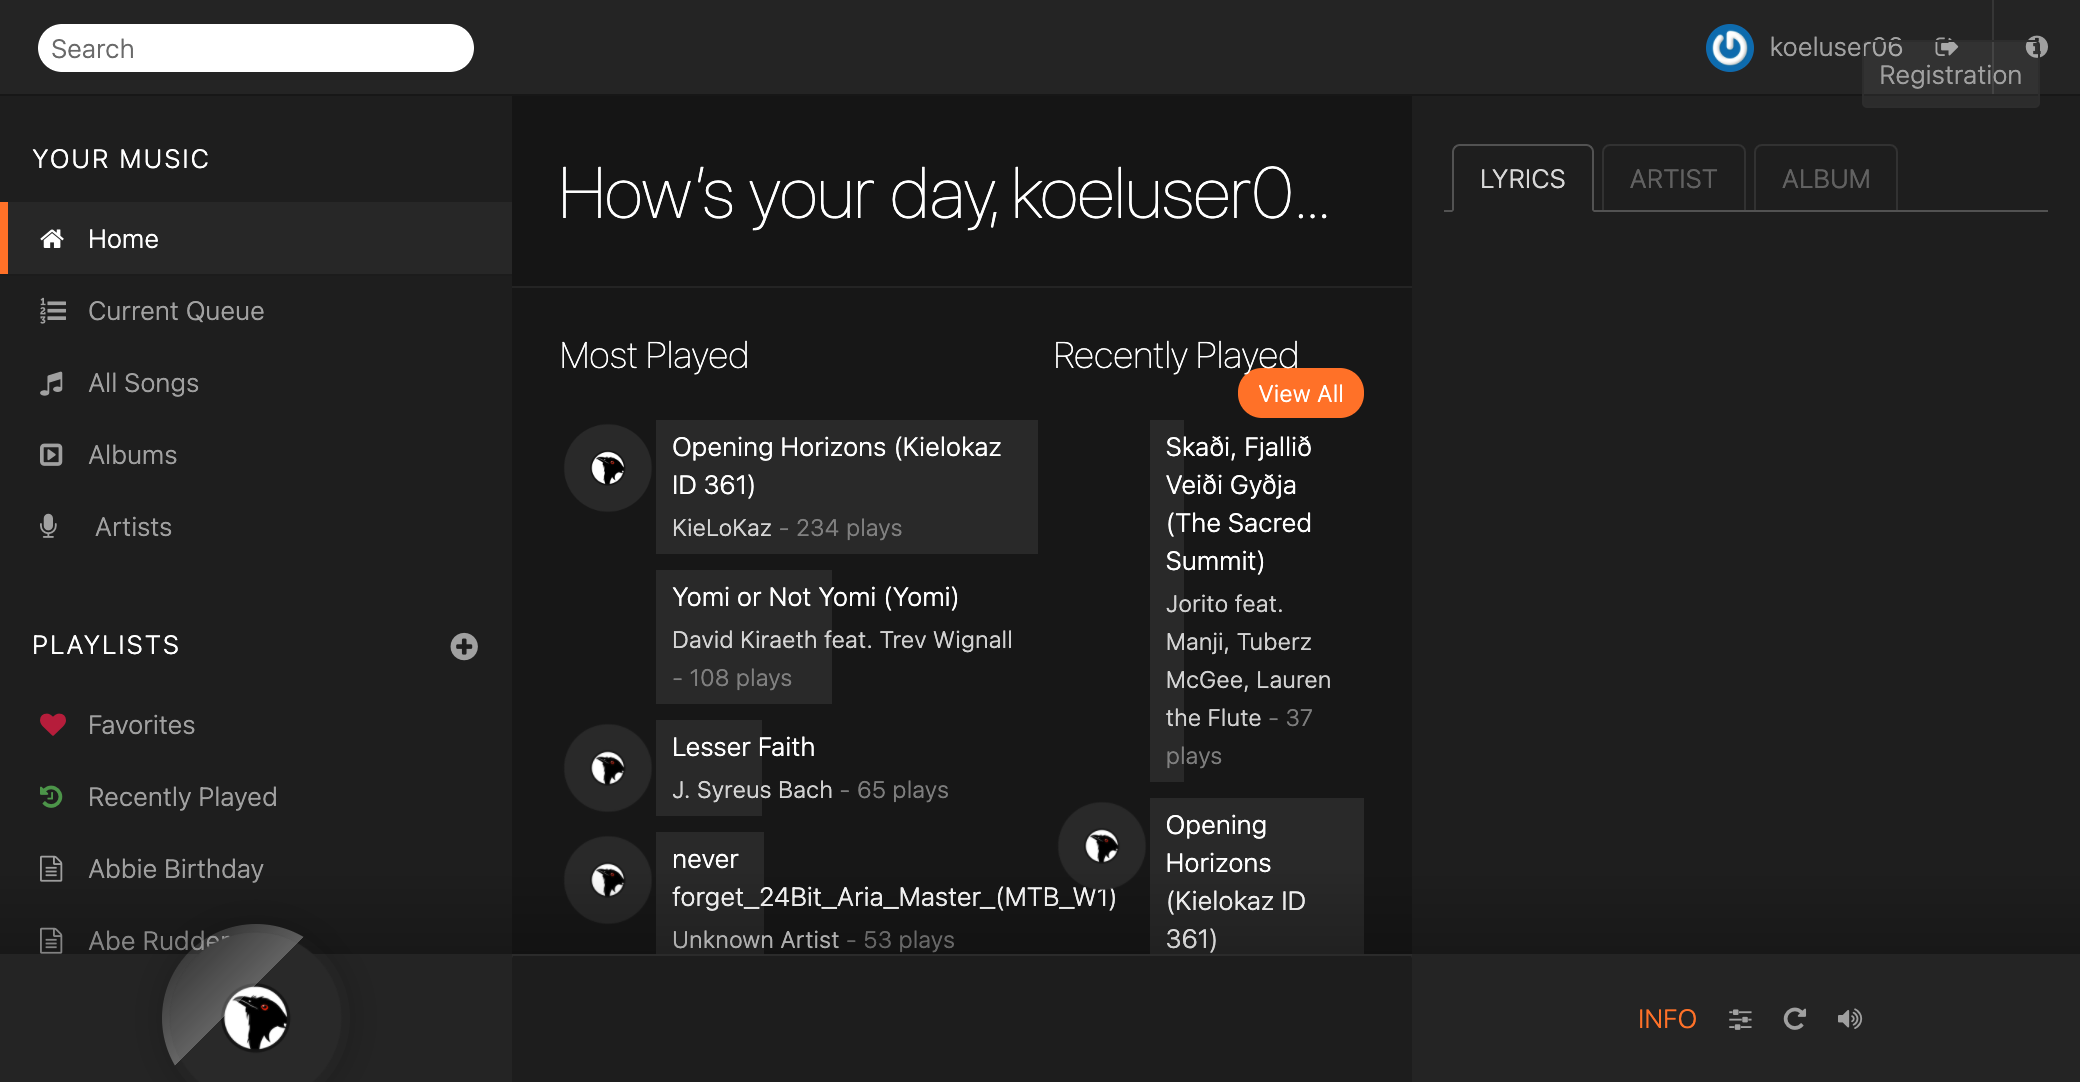 Search
koeluser06
Registration
YOUR MUSIC
Home
Current Queue
All Songs
Albums
Artists
PLAYLISTS
Favorites
Recently Played
Abbie Birthday
Abe Rudder
How's your day, koeluser0...
Most Played
Opening Horizons (Kielokaz
ID 361)
KieLoKaz - 234 plays
Yomi or Not Yomi (Yomi)
David Kiraeth feat. Trev Wignall
- 108 plays
Lesser Faith
J. Syreus Bach - 65 plays
never
forget_24Bit_Aria_Master_(MTB_W1)
Unknown Artist - 53 plays
Recently Played
View All
Skaði, Fjallið
Veiði Gyðja
(The Sacred
Summit)
Jorito feat.
Manji, Tuberz
McGee, Lauren
the Flute - 37
plays
Opening
Horizons
(Kielokaz ID
361)
LYRICS
ARTIST
ALBUM
INFO